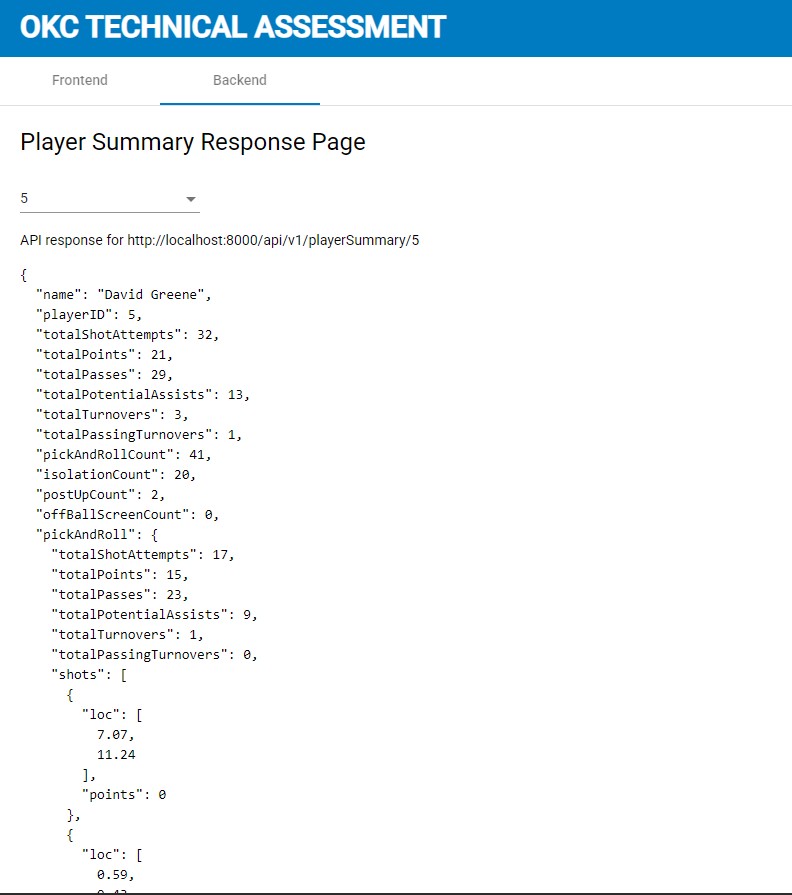 OKC TECHNICAL ASSESSMENT
Frontend Backend
Player Summary Response Page
5
API response for http://localhost:8000/api/v1/playerSummary/5
{
"name": "David Greene",
"playerID": 5,
"totalShotAttempts": 32,
"totalPoints": 21,
"totalPasses": 29,
"totalPotentialAssists": 13,
"totalTurnovers": 3,
"totalPassingTurnovers": 1,
"pickAndRollCount": 41,
"isolationCount": 20,
"postUpCount": 2,
"offBallScreenCount": 0,
"pickAndRoll": {
"totalShotAttempts": 17,
"totalPoints": 15,
"totalPasses": 23,
"totalPotentialAssists": 9,
"totalTurnovers": 1,
"totalPassingTurnovers": 0,
"shots": [
{
"loc": [
7.07,
11.24
],
"points": 0
},
{
"loc": [
0.59,